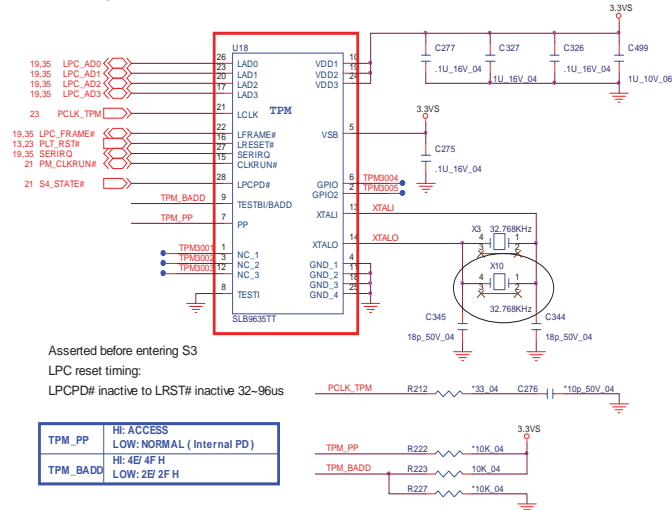 3.3VS
U18
C277
C327
C326
C499
.1U_16V_04
.1U_16V_04
.1U_16V_04
1U_10V_06
19,35 LPC_AD0 26 LAD0 VDD1 10
19,35 LPC_AD1 23 LAD1 VDD2 19
19,35 LPC_AD2 20 LAD2 VDD3 24
19,35 LPC_AD3 17 LAD3
23 PCLK_TPM 21 LCLK TPM
3.3VS
19,35 LPC_FRAME# 22 LFRAME# VSB 5
13,23 PLT_RST# 16 LRESET#
19,35 SERIRQ 27 SERIRQ
21 PM_CLKRUN# 15 CLKRUN#
C275
.1U_16V_04
21 S4_STATE# 28 LPCPD# GPIO 6 TPM3004
GPIO2 2 TPM3005
TPM_BADD 9 TESTBI/BADD
XTALI 13 XTALI
TPM_PP 7 PP
X3 32.768KHz
XTALO 14 XTALO
4 1
3 2
TPM3001 1 NC_1 GND_1 4
TPM3002 3 NC_2 GND_2 11
TPM3003 12 NC_3 GND_3 18
8 TESTI GND_4 25
X10
4 1
3 2
32.768KHz
SLB9635TT
C345
C344
18p_50V_04
18p_50V_04
Asserted before entering S3
LPC reset timing:
LPCPD# inactive to LRST# inactive 32~96us
PCLK_TPM R212 *33_04 C276 *10p_50V_04
TPM_PP HI: ACCESS
LOW: NORMAL ( Internal PD )
TPM_BADD HI: 4E/ 4F H
LOW: 2E/ 2F H
3.3VS
TPM_PP R222 *10K_04
TPM_BADD R223 10K_04
R227 *10K_04